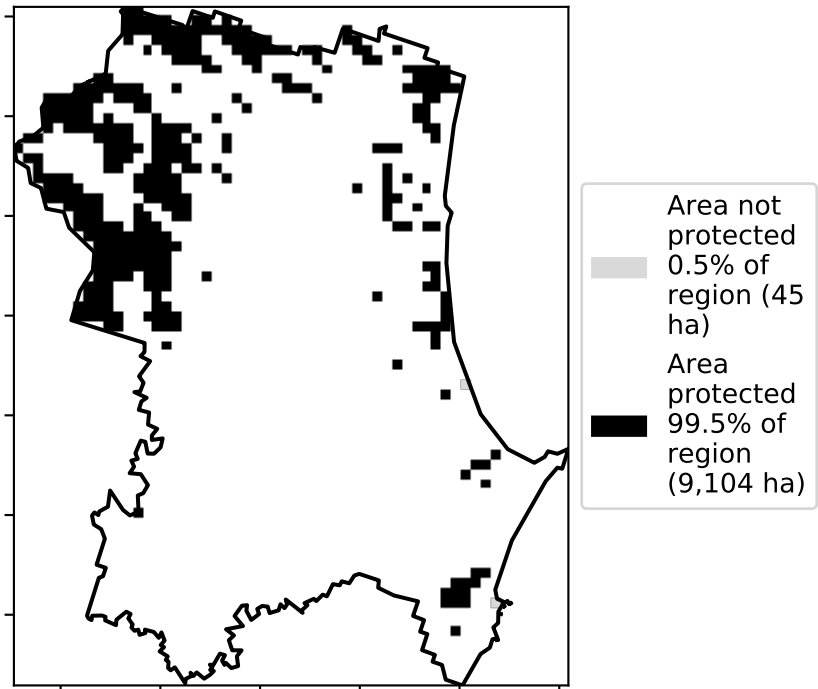 Area not
protected
0.5% of
region (45
ha)
Area
protected
99.5% of
region
(9,104 ha)